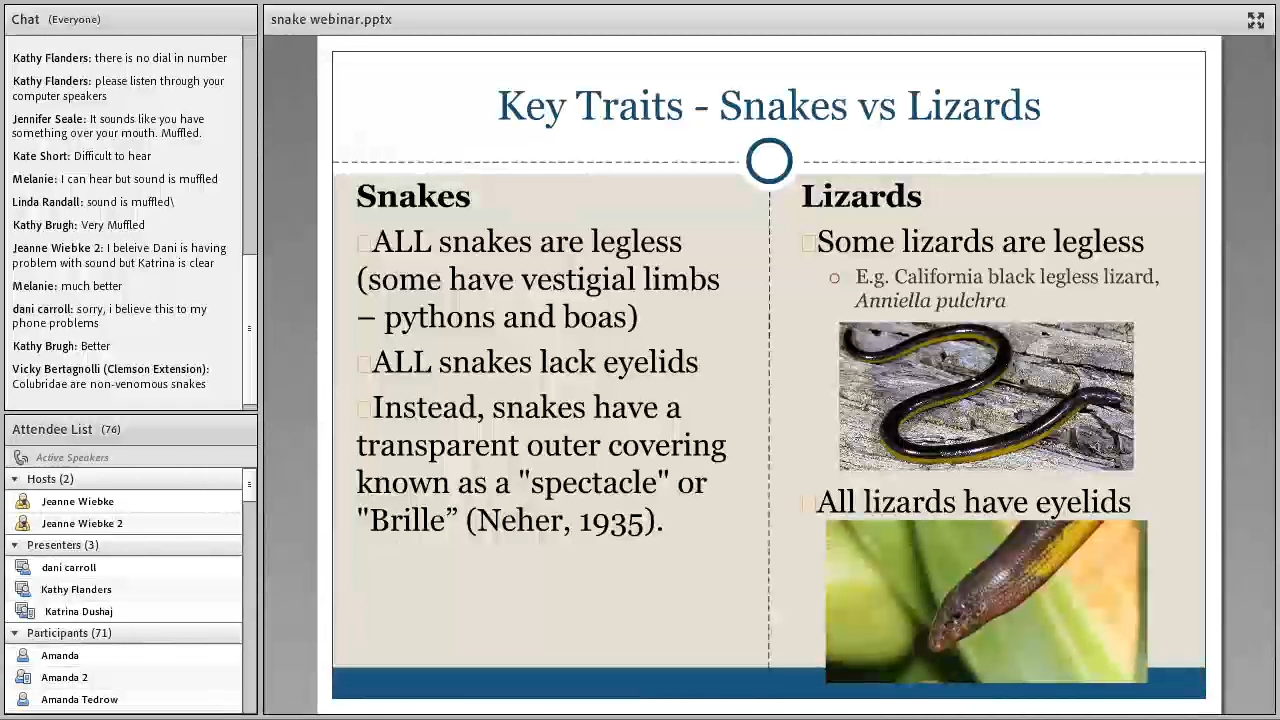 Chat (Everyone)
Kathy Flanders: there is no dial in number
Kathy Flanders: please listen through your
computer speakers
Jennifer Seale: It sounds like you have
something over your mouth. Muffled.
Kate Short: Difficult to hear
Melanie: I can hear but sound is muffled
Linda Randell: sound is muffled\
Kathy Brugh: Very Muffled
Jeanne Wiebke 2: I beleive Dani is having
problem with sound but Katrina is clear
Melanie: much better
dani carroll: sorry, i believe this to my
phone problems
Kathy Brugh: Better
Vicky Bertagnolli (Clemson Extension):
Colubridae are non-venomous snakes
Attendee List (76)
Active Speakers
Hosts (2)
Jeanne Wiebke
Jeanne Wiebke 2
Presenters (3)
dani carroll
Kathy Flanders
Katrina Dushaj
Participants (71)
Amanda
Amanda 2
Amanda Tedrow
snake webinar.pptx
Key Traits - Snakes vs Lizards
Snakes
ALL snakes are legless
(some have vestigial limbs
– pythons and boas)
ALL snakes lack eyelids
Instead, snakes have a
transparent outer covering
known as a "spectacle" or
"Brille” (Neher, 1935).
Lizards
Some lizards are legless
E.g. California black legless lizard,
Anniella pulchra
All lizards have eyelids